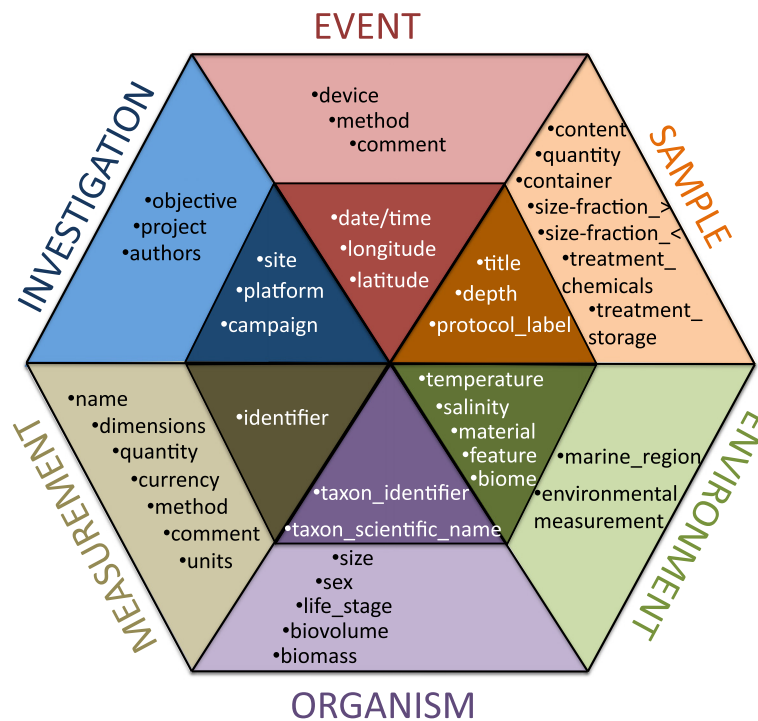 EVENT
•device
•method
•comment
•date/time
•longitude
•latitude
SAMPLE
•content
•quantity
•container
•size-fraction_>
•size-fraction_<
•treatment_
chemicals
•treatment_
storage
•title
•depth
•protocol_label
ENVIRONMENT
•temperature
•salinity
•material
•feature
•biome
•marine_region
•environmental
measurement
ORGANISM
•taxon_identifier
•taxon_scientific_name
•size
•sex
•life_stage
•biovolume
•biomass
MEASUREMENT
•name
•dimensions
•quantity
•currency
•method
•comment
•units
•identifier
INVESTIGATION
•objective
•project
•authors
•site
•platform
•campaign